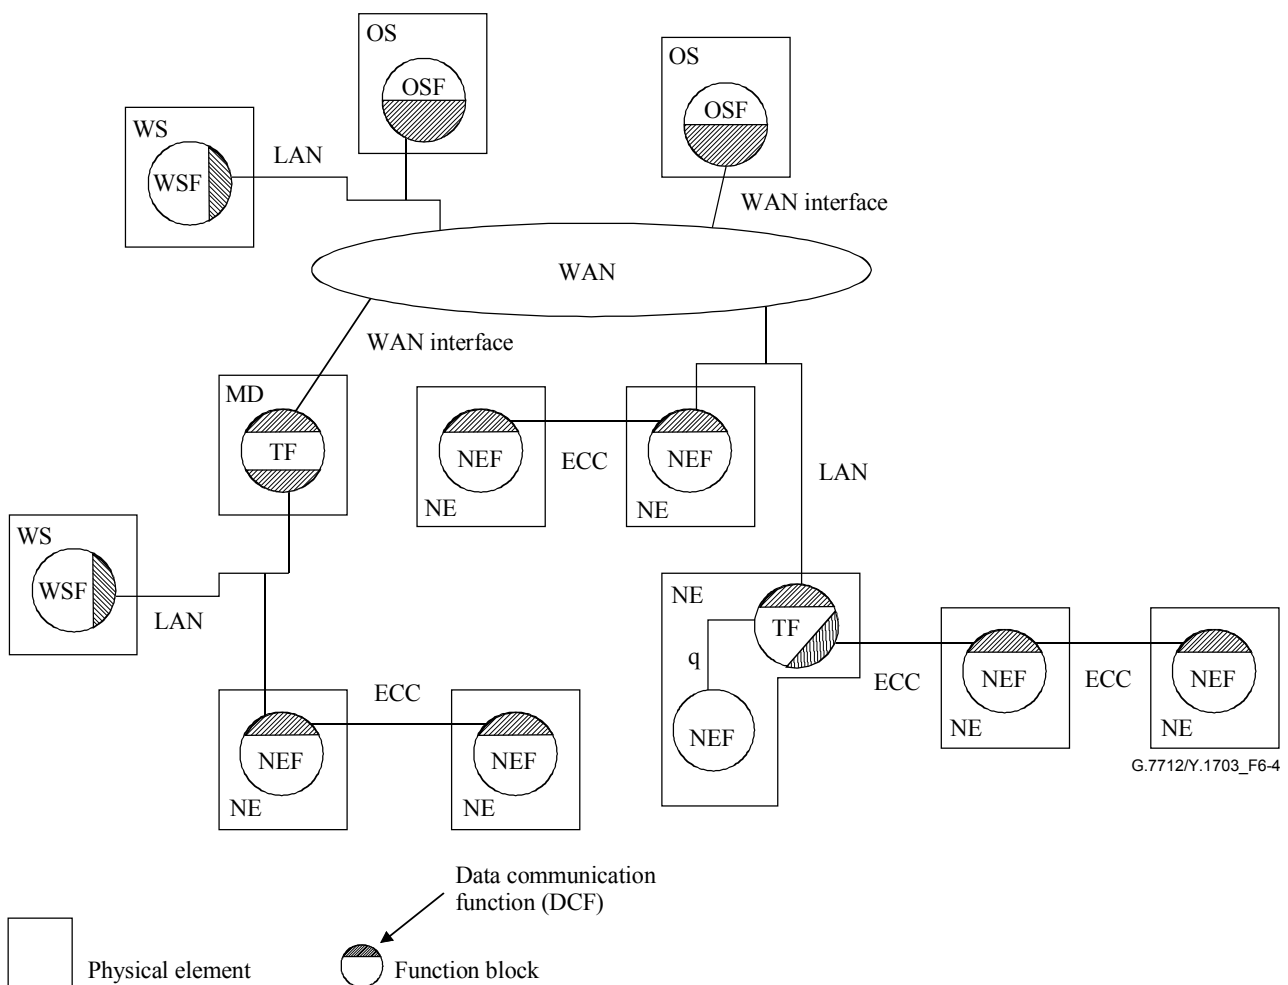 OS
OSF
OS
OSF
WS
WSF
LAN
WAN interface
WAN
WAN interface
MD
TF
NEF
NE
ECC
NEF
NE
LAN
WS
WSF
LAN
NE
TF
q
NEF
ECC
NEF
NE
ECC
NEF
NE
G.7712/Y.1703_F6-4
NEF
NE
ECC
NEF
NE
Data communication
function (DCF)
Physical element
Function block